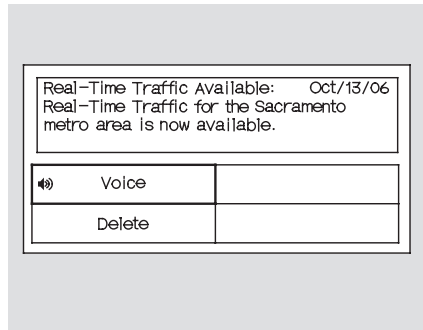 Real-Time Traffic Available: Oct/13/06
Real-Time Traffic for the Sacramento
metro area is now available.
Voice
Delete